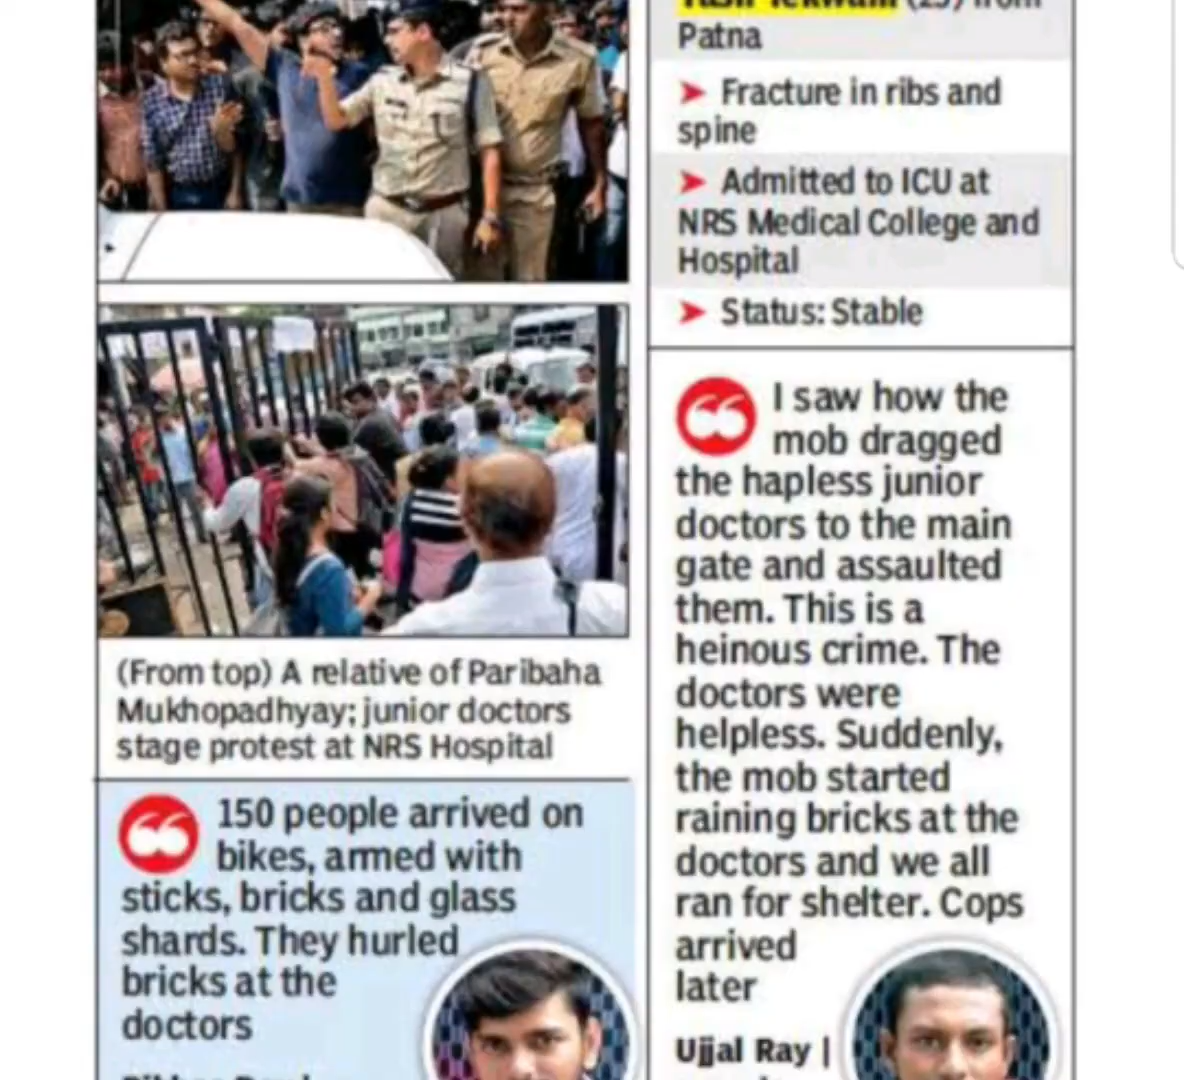 (From top) A relative of Paribaha
Mukhopadhyay; junior doctors
stage protest at NRS Hospital
150 people arrived on
bikes, armed with
sticks, bricks and glass
shards. They hurled
bricks at the
doctors
Yash Tekwani (25) from
Patna
➤ Fracture in ribs and
spine
➤ Admitted to ICU at
NRS Medical College and
Hospital
➤ Status: Stable
I saw how the
mob dragged
the hapless junior
doctors to the main
gate and assaulted
them. This is a
heinous crime. The
doctors were
helpless. Suddenly,
the mob started
raining bricks at the
doctors and we all
ran for shelter. Cops
arrived
later
Ujjal Ray |